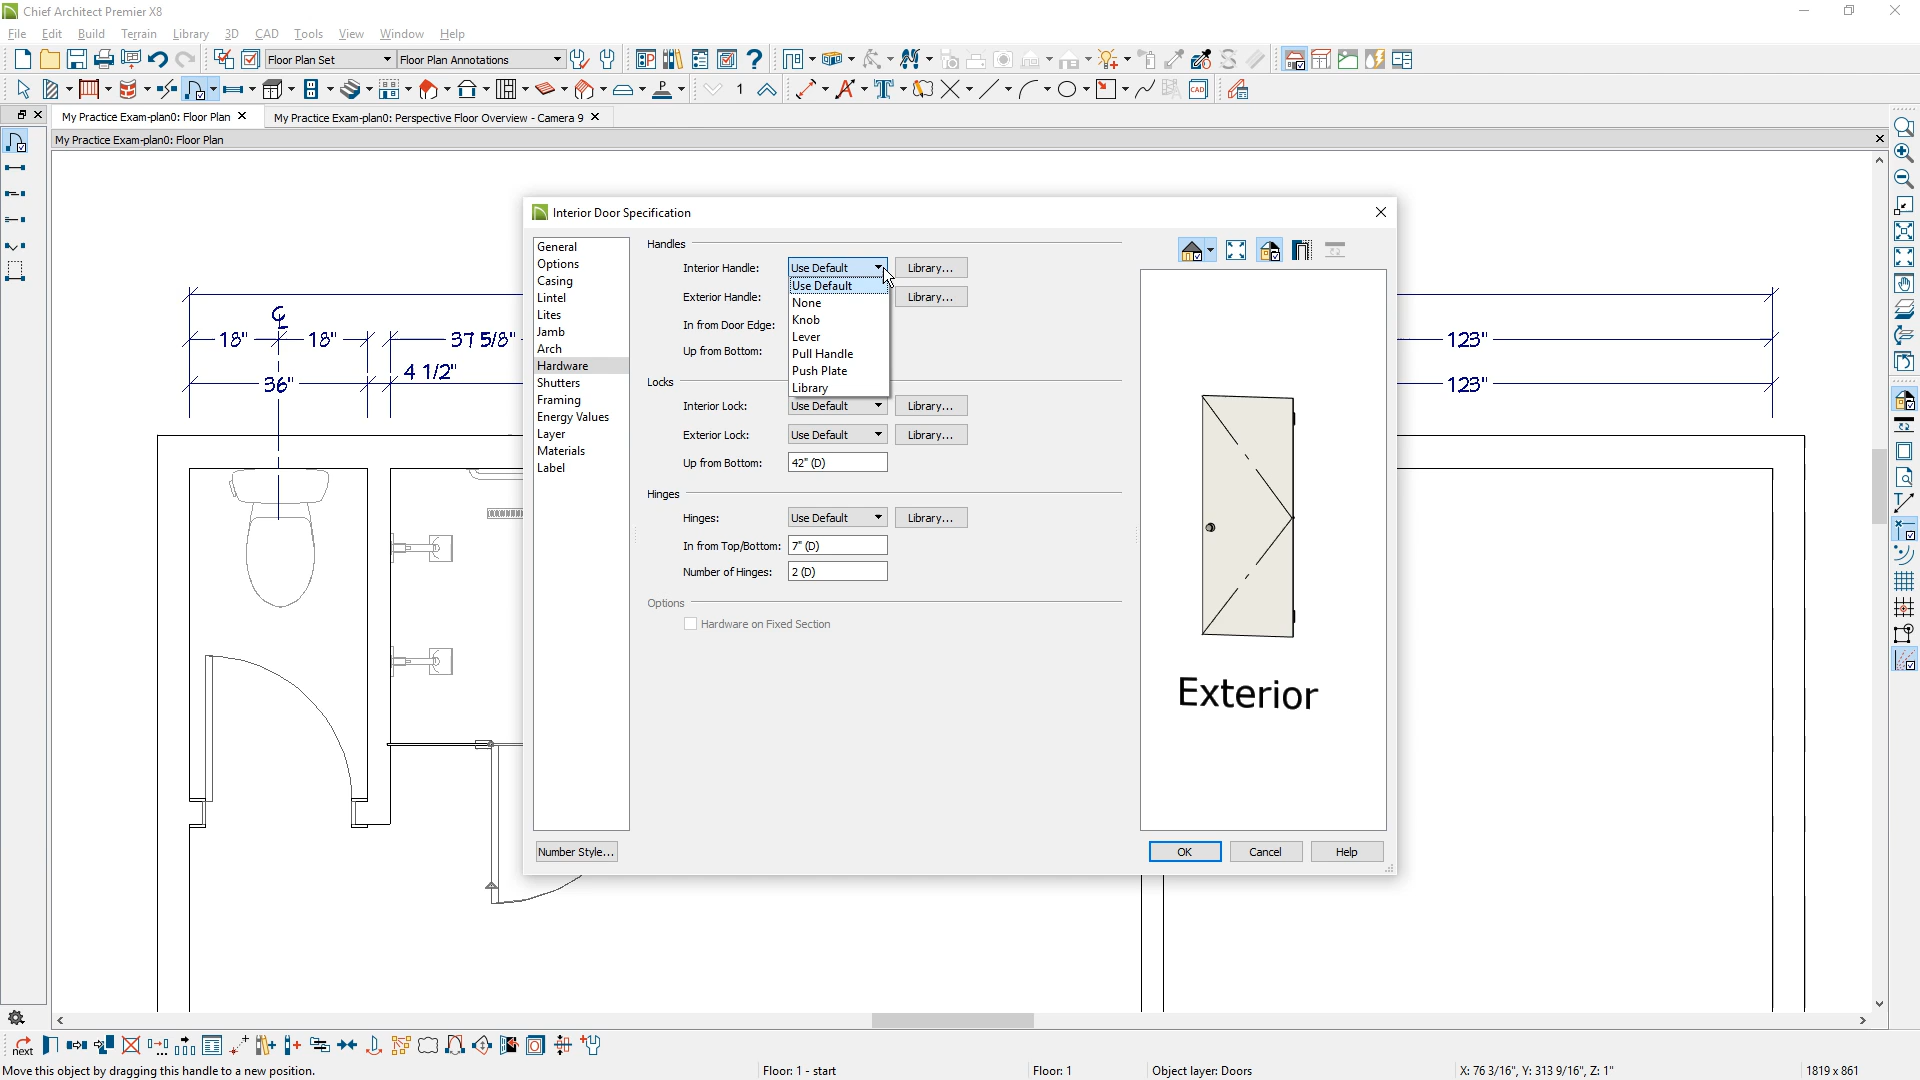 Chief Architect Premier X8
File Edit Build Terrain Library 3D CAD Tools View Window Help
Floor Plan Set Floor Plan Annotations
1 CAD
My Practice Exam-plan0: Floor Plan My Practice Exam-plan0: Perspective Floor Overview - Camera 9
My Practice Exam-plan0: Floor Plan
Interior Door Specification
General
Options
Casing
Lintel
Lites
Jamb
Arch
Hardware
Shutters
Framing
Energy Values
Layer
Materials
Label
Handles
Interior Handle: Use Default Library...
Use Default
None
Knob
Lever
Pull Handle
Push Plate
Library
Exterior Handle: Library...
In from Door Edge:
Up from Bottom:
Locks
Interior Lock: Use Default Library...
Exterior Lock: Use Default Library...
Up from Bottom: 42" (D)
Hinges
Hinges: Use Default Library...
In from Top/Bottom: 7" (D)
Number of Hinges: 2 (D)
Options
Hardware on Fixed Section
Exterior
Number Style... OK Cancel Help
18" 18" 37 5/8" 123"
4 1/2"
36" 123"
next
Move this object by dragging this handle to a new position. Floor: 1 - start Floor: 1 Object layer: Doors X: 76 3/16", Y: 313 9/16", Z: 1" 1819 x 861